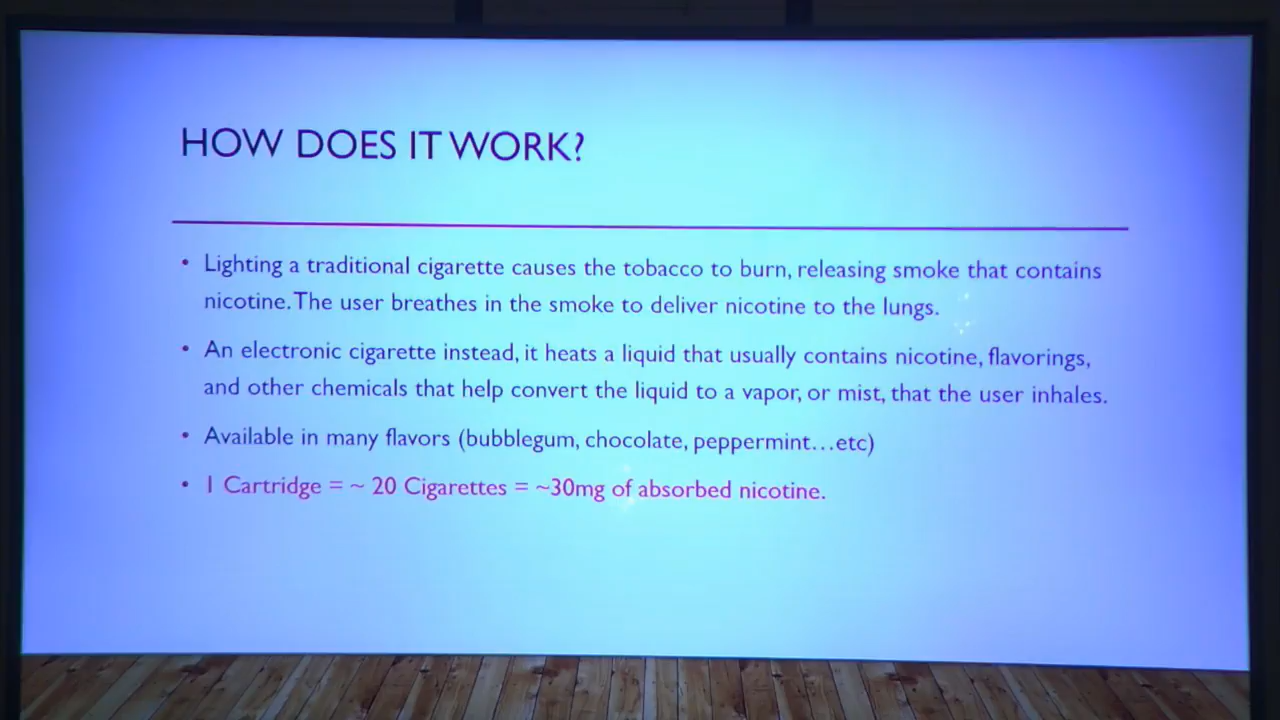 HOW DOES IT WORK?
• Lighting a traditional cigarette causes the tobacco to burn, releasing smoke that contains
nicotine. The user breathes in the smoke to deliver nicotine to the lungs.
• An electronic cigarette instead, it heats a liquid that usually contains nicotine, flavorings,
and other chemicals that help convert the liquid to a vapor, or mist, that the user inhales.
• Available in many flavors (bubblegum, chocolate, peppermint...etc)
• 1 Cartridge = ~ 20 Cigarettes = ~30mg of absorbed nicotine.